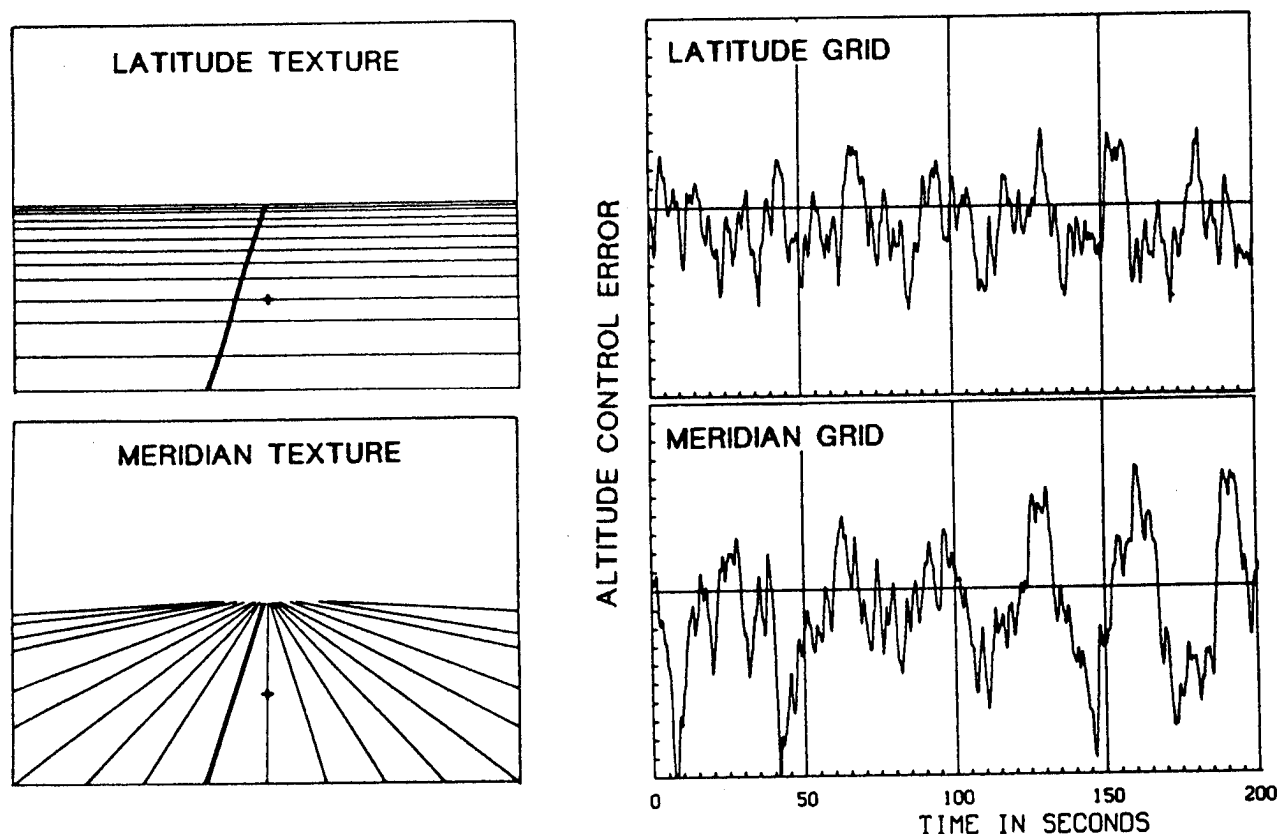 LATITUDE TEXTURE
MERIDIAN TEXTURE
ALTITUDE CONTROL ERROR
LATITUDE GRID
MERIDIAN GRID
0 50 100 150 200
TIME IN SECONDS